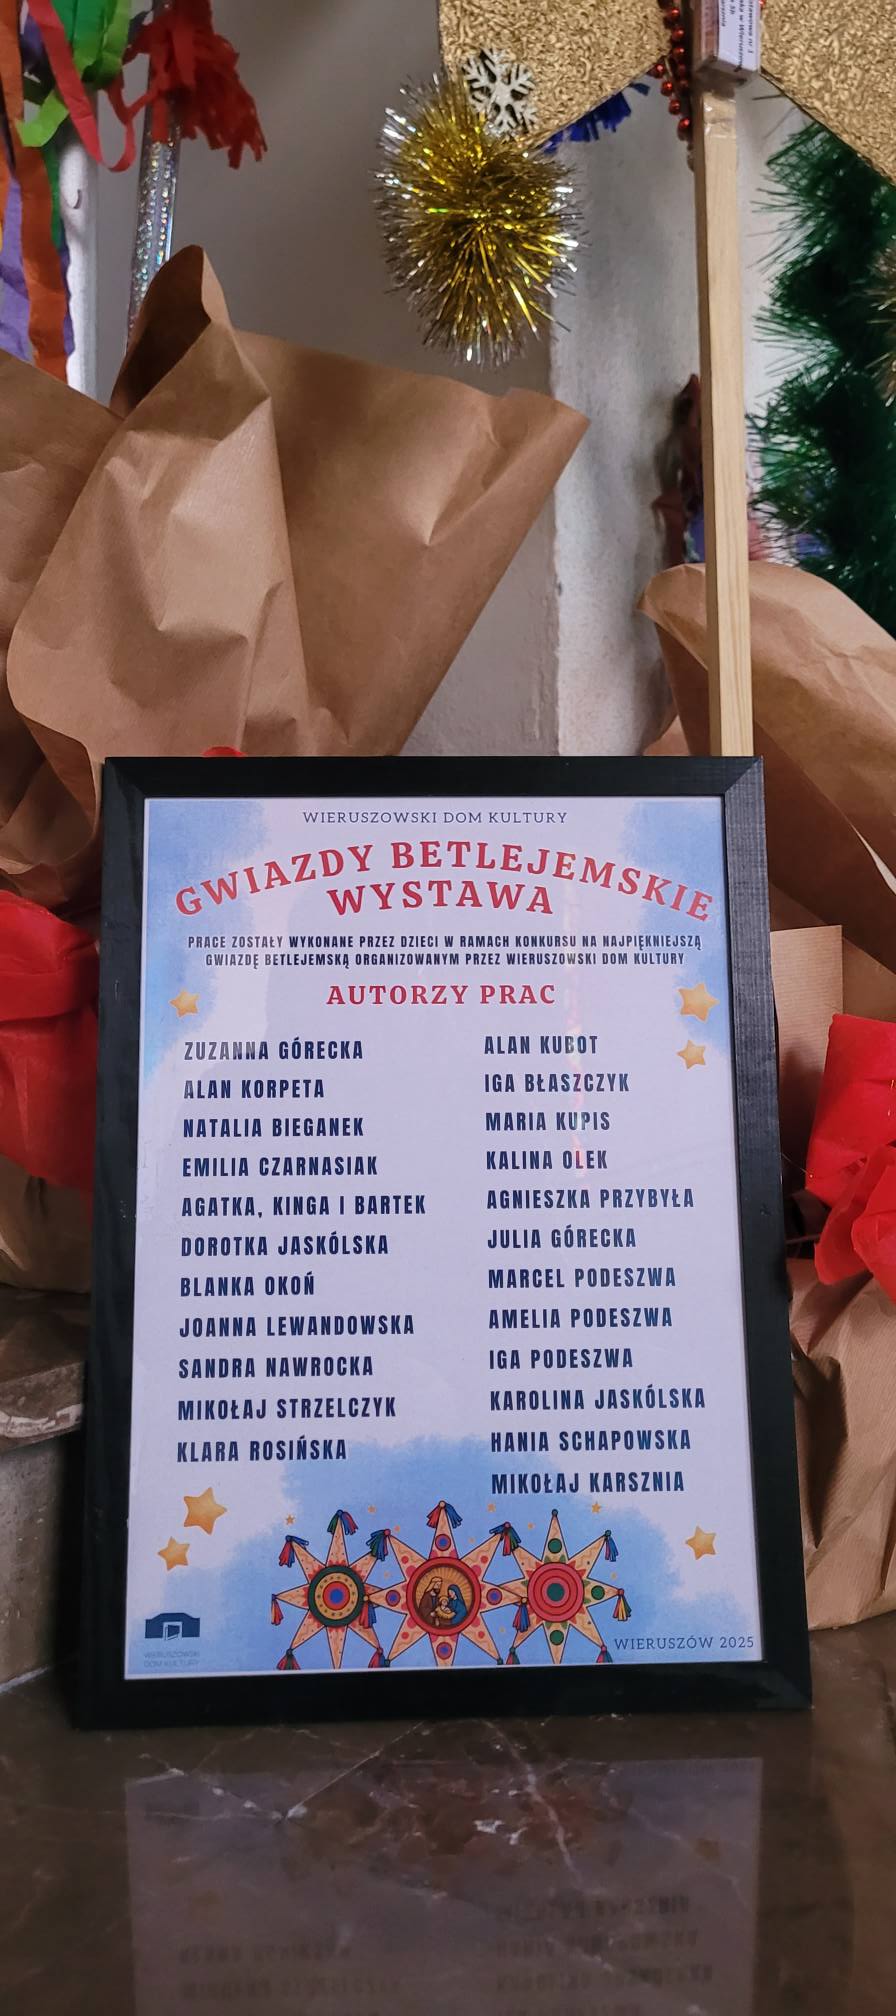 WIERUSZOWSKI DOM KULTURY
GWIAZDY BETLEJEMSKIE
WYSTAWA
PRACE ZOSTAŁY WYKONANE PRZEZ DZIECI W RAMACH KONKURSU NA NAJPIĘKNIEJSZĄ
GWIAZDĘ BETLEJEMSKĄ ORGANIZOWANYM PRZEZ WIERUSZOWSKI DOM KULTURY
AUTORZY PRAC
ZUZANNA GÓRECKA
ALAN KORPETA
NATALIA BIEGANEK
EMILIA CZARNASIAK
AGATKA, KINGA I BARTEK
DOROTKA JASKÓLSKA
BLANKA OKOŃ
JOANNA LEWANDOWSKA
SANDRA NAWROCKA
MIKOŁAJ STRZELCZYK
KLARA ROSIŃSKA
ALAN KUBOT
IGA BŁASZCZYK
MARIA KUPIS
KALINA OLEK
AGNIESZKA PRZYBYŁA
JULIA GÓRECKA
MARCEL PODESZWA
AMELIA PODESZWA
IGA PODESZWA
KAROLINA JASKÓLSKA
HANIA SCHAPOWSKA
MIKOŁAJ KARSZNIA
WIERUSZOWSKI
DOM KULTURY
WIERUSZÓW 2025